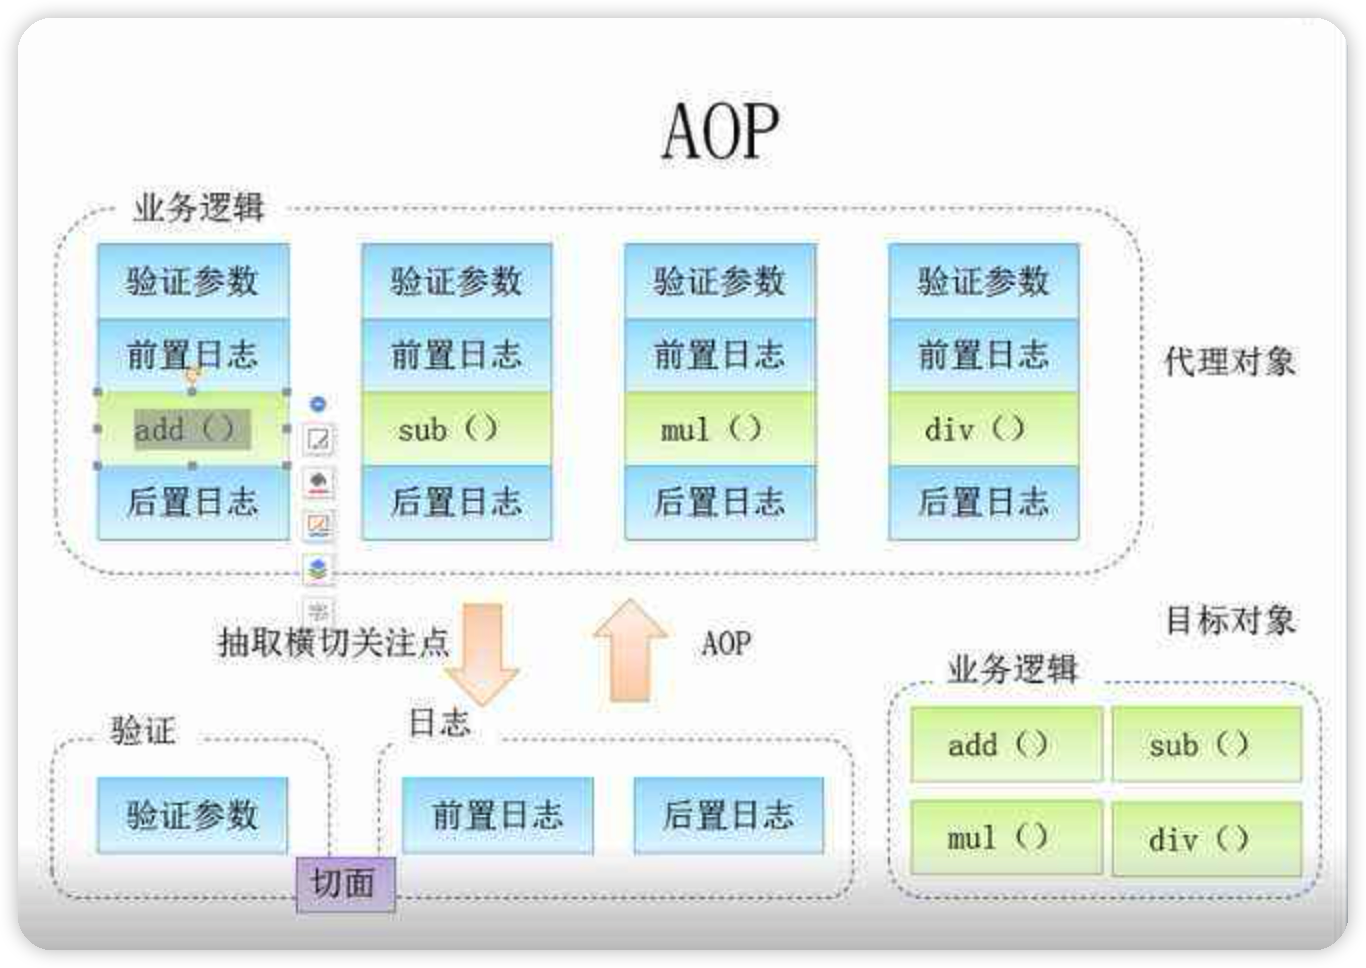 AOP
业务逻辑
验证参数 验证参数 验证参数 验证参数
前置日志 前置日志 前置日志 前置日志
代理对象
add（） sub（） mul（） div（）
后置日志 后置日志 后置日志 后置日志
抽取横切关注点
AOP
目标对象
业务逻辑
验证
日志
add（） sub（）
验证参数 前置日志 后置日志
mul（） div（）
切面